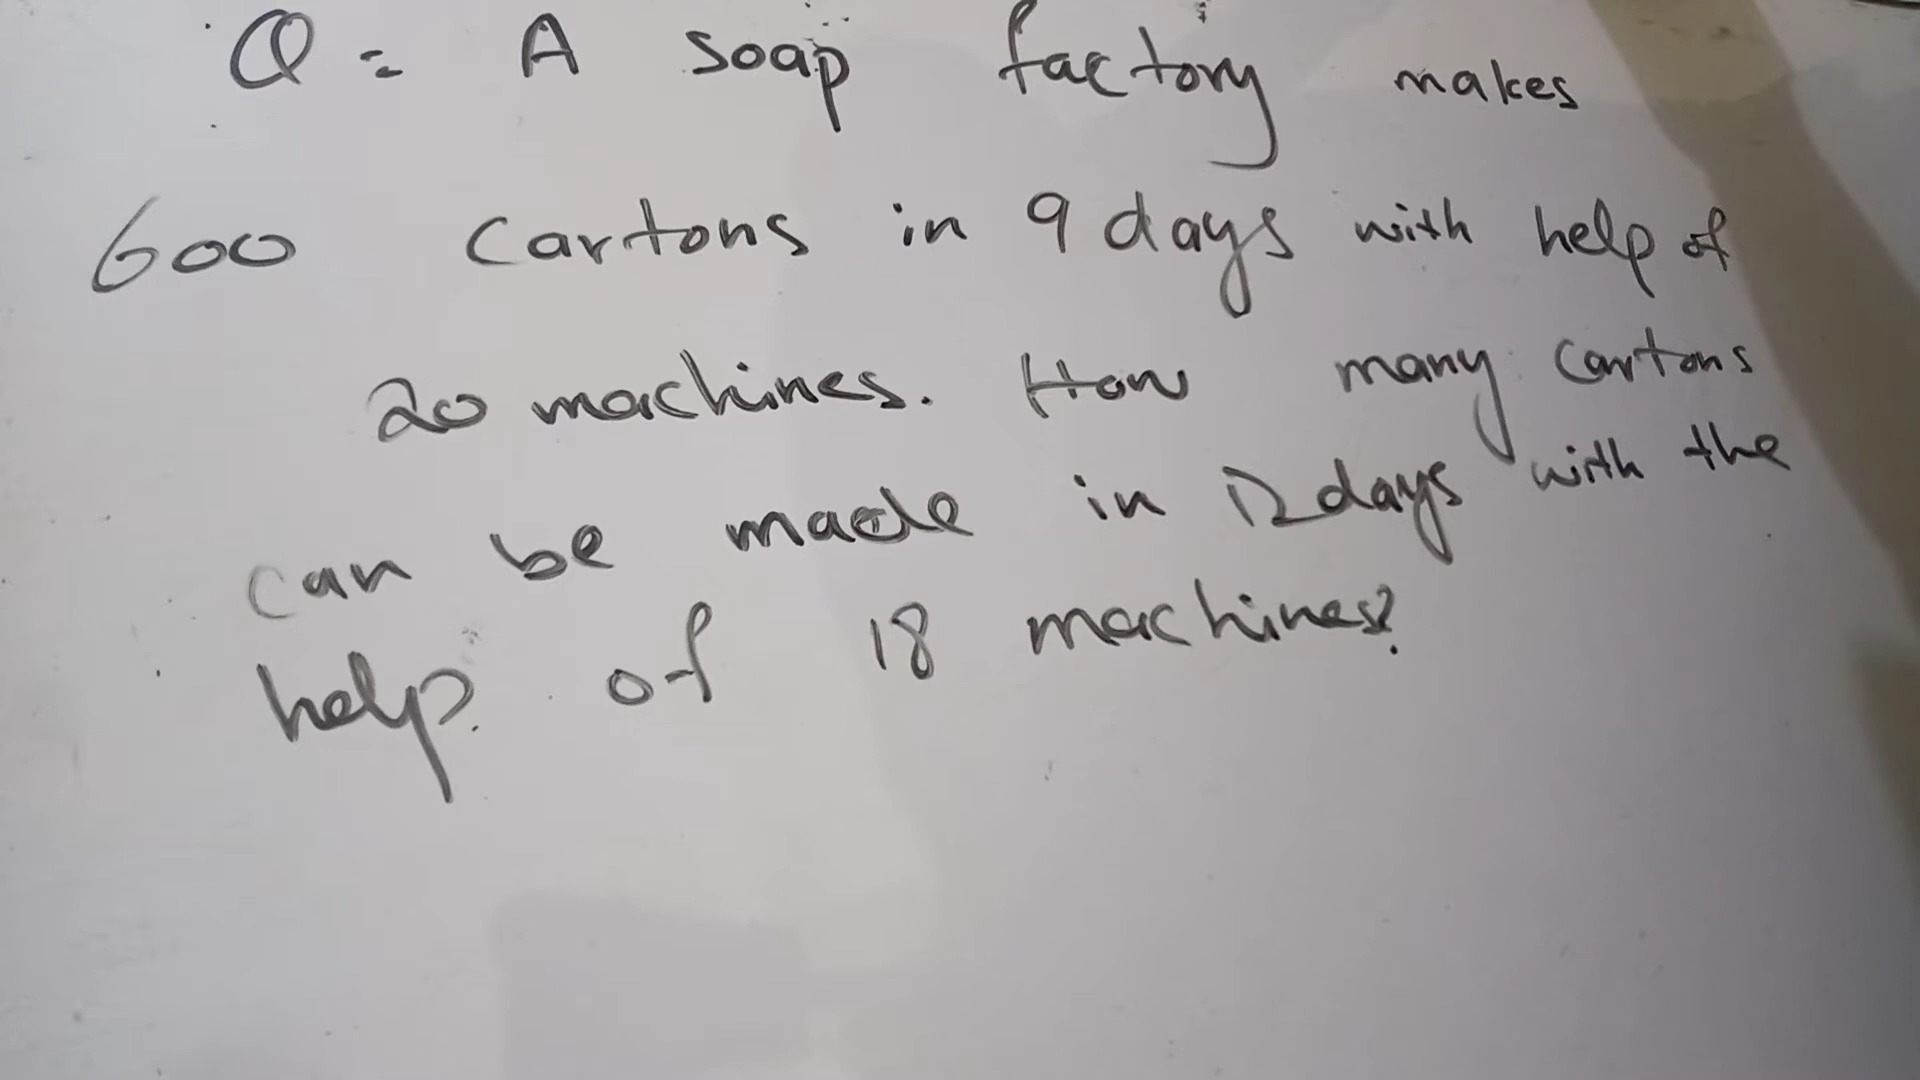 Q = A soap factory makes
600 cartons in 9 days with help of
20 machines. How many cartons
can be made in 12 days with the
help of 18 machines?